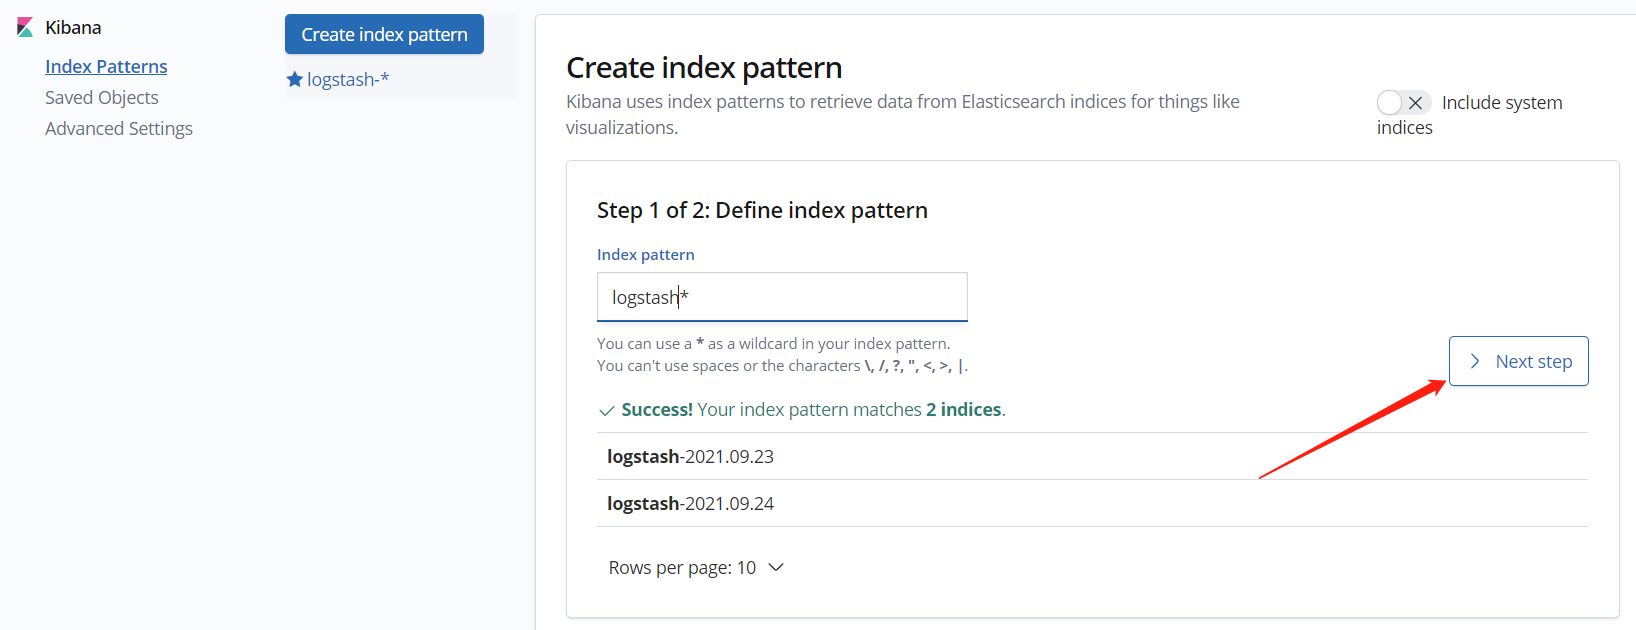 Kibana
Index Patterns
Saved Objects
Advanced Settings
Create index pattern
logstash-*
Create index pattern
Kibana uses index patterns to retrieve data from Elasticsearch indices for things like
visualizations.
Include system
indices
Step 1 of 2: Define index pattern
Index pattern
logstash*
You can use a * as a wildcard in your index pattern.
You can't use spaces or the characters \, /, ?, ", <, >, |.
Next step
Success! Your index pattern matches 2 indices.
logstash-2021.09.23
logstash-2021.09.24
Rows per page: 10